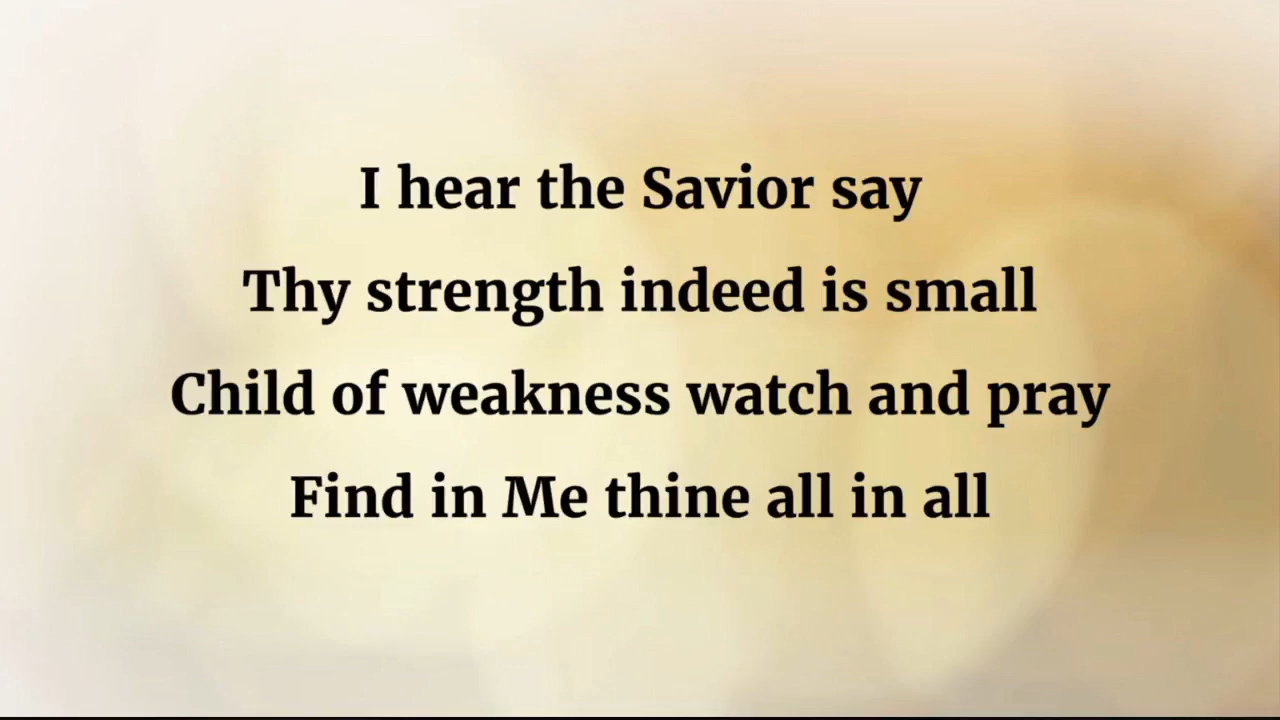 I hear the Savior say
Thy strength indeed is small
Child of weakness watch and pray
Find in Me thine all in all